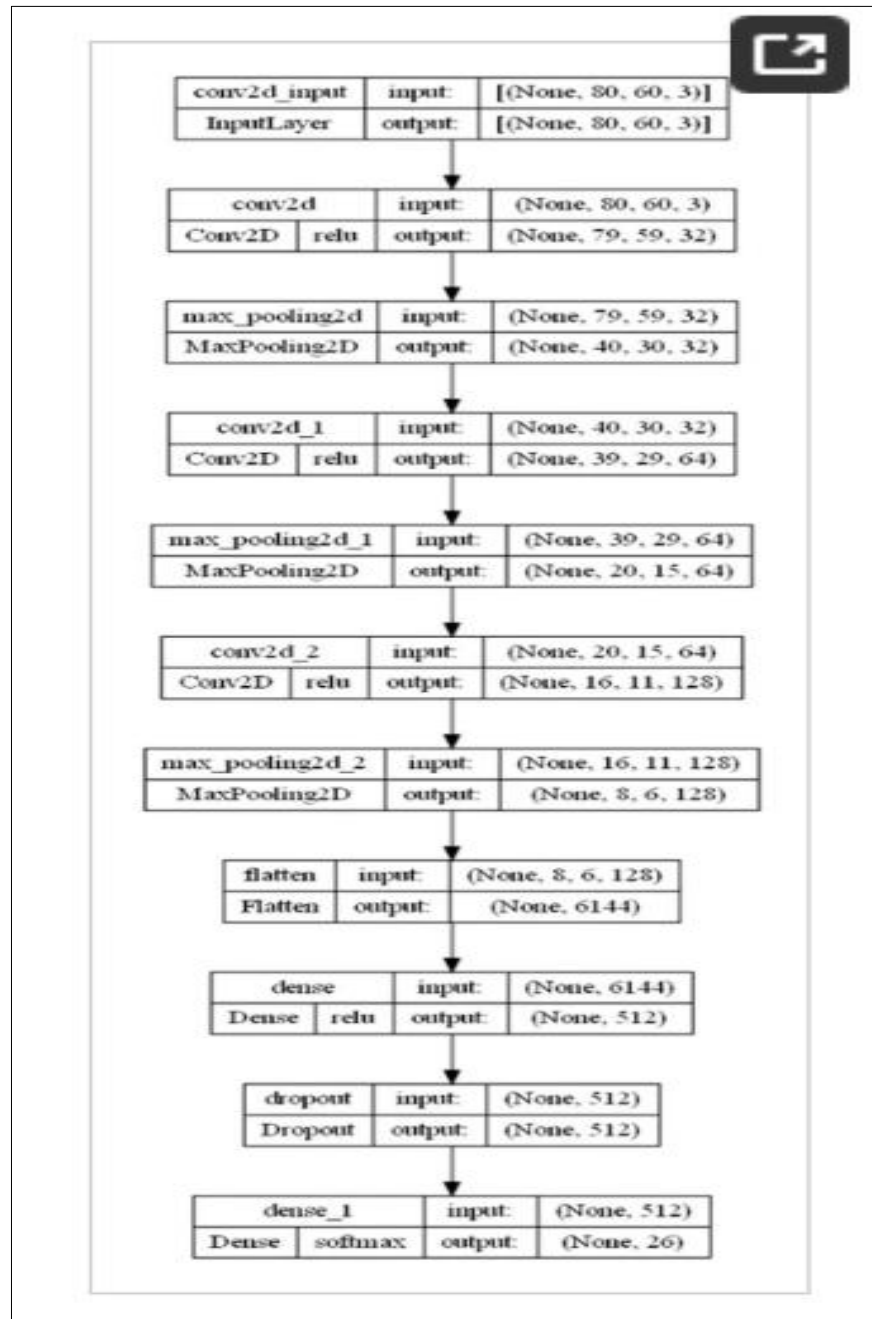 conv2d_input input: [(None, 80, 60, 3)]
InputLayer output: [(None, 80, 60, 3)]
conv2d input: (None, 80, 60, 3)
Conv2D relu output: (None, 79, 59, 32)
max_pooling2d input: (None, 79, 59, 32)
MaxPooling2D output: (None, 40, 30, 32)
conv2d_1 input: (None, 40, 30, 32)
Conv2D relu output: (None, 39, 29, 64)
max_pooling2d_1 input: (None, 39, 29, 64)
MaxPooling2D output: (None, 20, 15, 64)
conv2d_2 input: (None, 20, 15, 64)
Conv2D relu output: (None, 16, 11, 128)
max_pooling2d_2 input: (None, 16, 11, 128)
MaxPooling2D output: (None, 8, 6, 128)
flatten input: (None, 8, 6, 128)
Flatten output: (None, 6144)
dense input: (None, 6144)
Dense relu output: (None, 512)
dropout input: (None, 512)
Dropout output: (None, 512)
dense_1 input: (None, 512)
Dense softmax output: (None, 26)